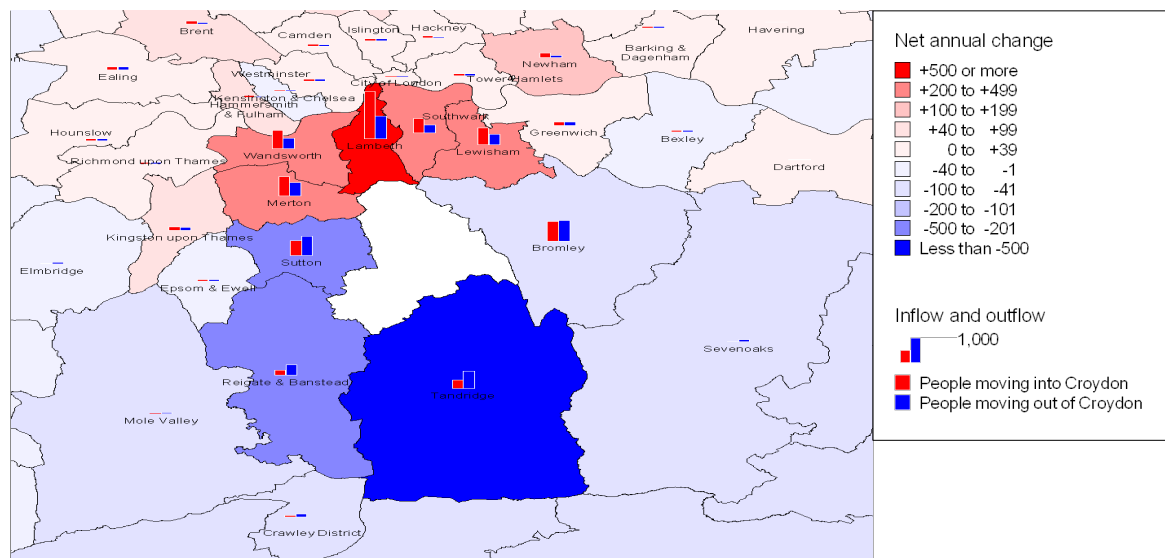 Brent
Camden
Islington
Hackney
Havering
Barking &
Dagenham
Ealing
Westminster
City of London
Tower Hamlets
Newham
Kensington & Chelsea
Hammersmith
& Fulham
Hounslow
Southwark
Greenwich
Bexley
Lambeth
Wandsworth
Lewisham
Richmond upon Thames
Dartford
Merton
Kingston upon Thames
Bromley
Sutton
Elmbridge
Epsom & Ewell
Sevenoaks
Reigate & Banstead
Tandridge
Mole Valley
Crawley District
Net annual change
+500 or more
+200 to +499
+100 to +199
+40 to +99
0 to +39
-40 to -1
-100 to -41
-200 to -101
-500 to -201
Less than -500
Inflow and outflow
1,000
People moving into Croydon
People moving out of Croydon